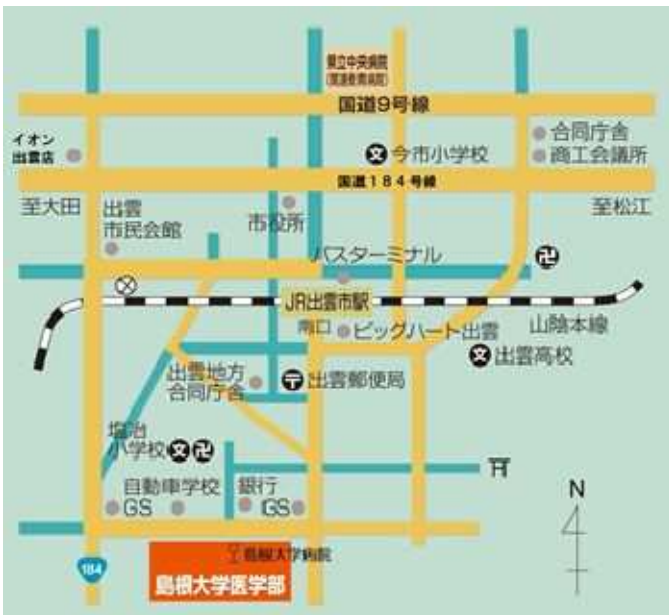 県立中央病院
国道9号線
イオン
出雲店
今市小学校
合同庁舎
商工会議所
国道184号線
至大田
出雲
市民会館
市役所
至松江
バスターミナル
JR出雲市駅
南口
ビッグハート出雲
山陰本線
出雲高校
出雲地方
合同庁舎
出雲郵便局
塩冶
小学校
自動車学校
銀行
GS
GS
N
島根大学病院
島根大学医学部
184